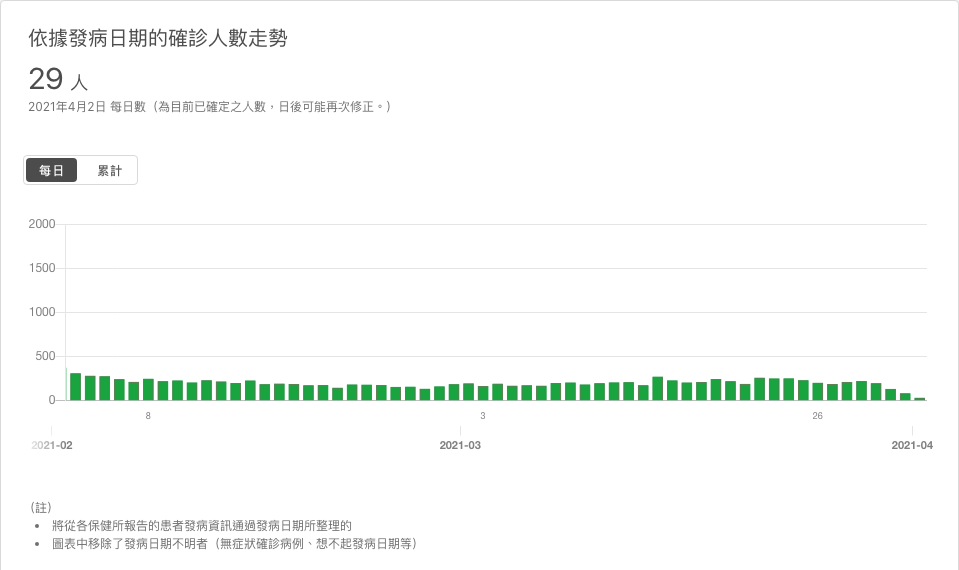 依據發病日期的確診人數走勢
29 人
2021年4月2日 每日數（為目前已確定之人數，日後可能再次修正。）
每日 累計
2000
1500
1000
500
0
8 3 26
2021-02 2021-03 2021-04
（註）
• 將從各保健所報告的患者發病資訊通過發病日期所整理的
• 圖表中移除了發病日期不明者（無症狀確診病例、想不起發病日期等）